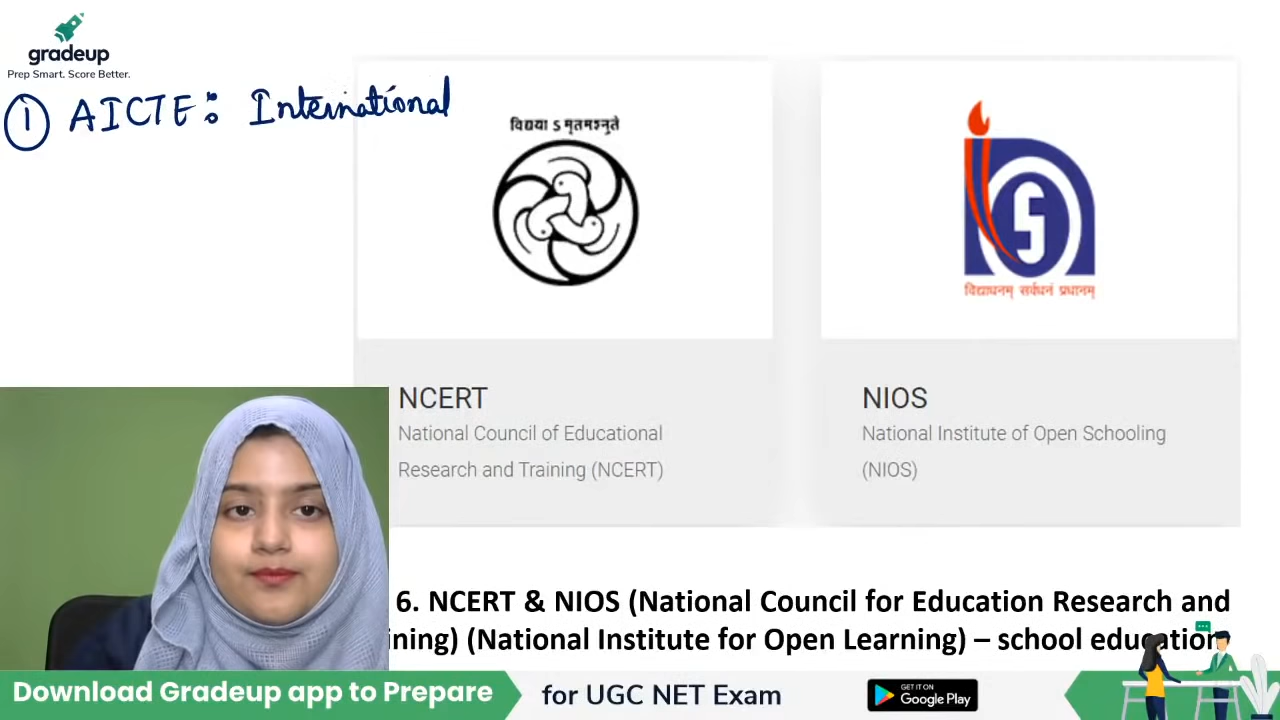 gradeup
Prep Smart. Score Better.
① AICTE: International
विद्यया ऽ मृतमश्नुते
विद्याधनम् सर्वधनं प्रधानम्
NCERT
National Council of Educational
Research and Training (NCERT)
NIOS
National Institute of Open Schooling
(NIOS)
6. NCERT & NIOS (National Council for Education Research and
ining) (National Institute for Open Learning) – school education
Download Gradeup app to Prepare
for UGC NET Exam
GET IT ON
Google Play